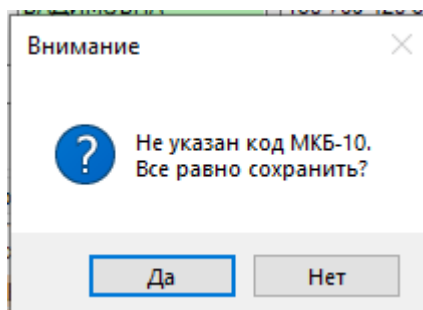 Внимание
Не указан код МКБ-10.
Все равно сохранить?
Да
Нет